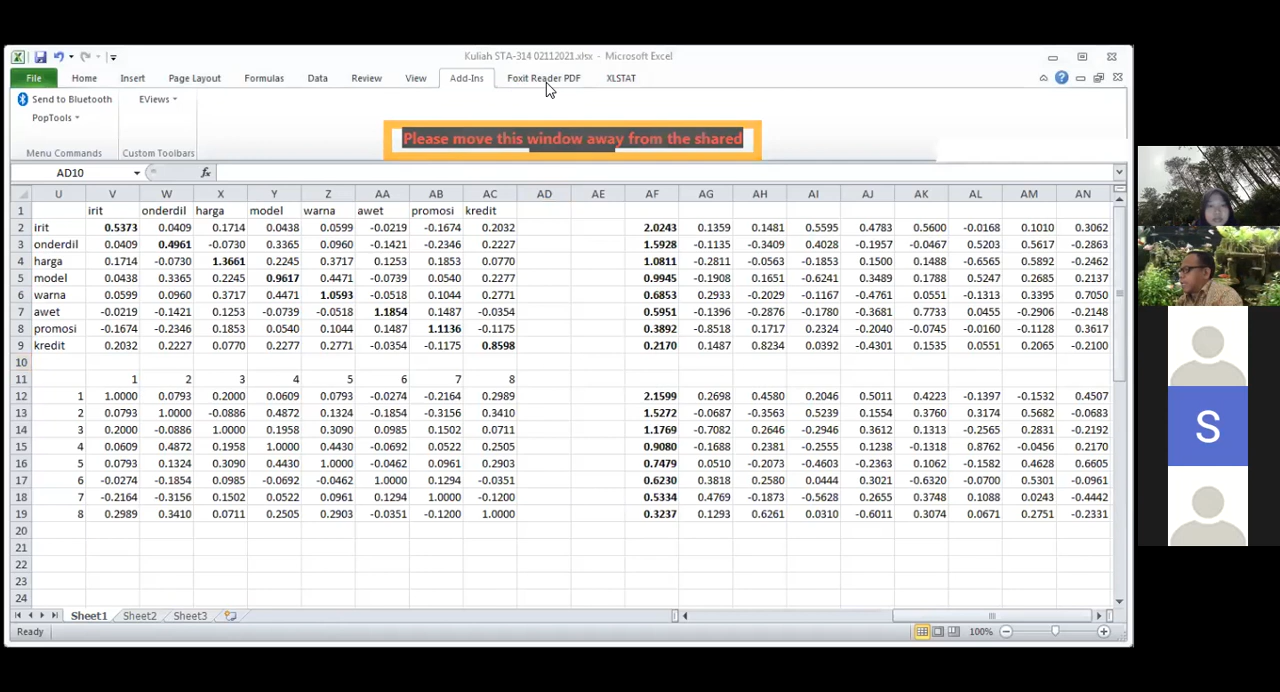 Kuliah STA-314 02112021.xlsx - Microsoft Excel
File Home Insert Page Layout Formulas Data Review View Add-Ins Foxit Reader PDF XLSTAT
Send to Bluetooth EViews
PopTools
Please move this window away from the shared
Menu Commands Custom Toolbars
AD10 fx
U V W X Y Z AA AB AC AD AE AF AG AH AI AJ AK AL AM AN
1 irit onderdil harga model warna awet promosi kredit
2 irit 0.5373 0.0409 0.1714 0.0438 0.0599 -0.0219 -0.1674 0.2032 2.0243 0.1359 0.1481 0.5595 0.4783 0.5600 -0.0168 0.1010 0.3062
3 onderdil 0.0409 0.4961 -0.0730 0.3365 0.0960 -0.1421 -0.2346 0.2227 1.5928 -0.1135 -0.3409 0.4028 -0.1957 -0.0467 0.5203 0.5617 -0.2863
4 harga 0.1714 -0.0730 1.3661 0.2245 0.3717 0.1253 0.1853 0.0770 1.0811 -0.2811 -0.0563 -0.1853 0.1500 0.1488 -0.6565 0.5892 -0.2462
5 model 0.0438 0.3365 0.2245 0.9617 0.4471 -0.0739 0.0540 0.2277 0.9945 -0.1908 0.1651 -0.6241 0.3489 0.1788 0.5247 0.2685 0.2137
6 warna 0.0599 0.0960 0.3717 0.4471 1.0593 -0.0518 0.1044 0.2771 0.6853 0.2933 -0.2029 -0.1167 -0.4761 0.0551 -0.1313 0.3395 0.7050
7 awet -0.0219 -0.1421 0.1253 -0.0739 -0.0518 1.1854 0.1487 -0.0354 0.5951 -0.1396 -0.2876 -0.1780 -0.3681 0.7733 0.0455 -0.2906 -0.2148
8 promosi -0.1674 -0.2346 0.1853 0.0540 0.1044 0.1487 1.1136 -0.1175 0.3892 -0.8518 0.1717 0.2324 -0.2040 -0.0745 -0.0160 -0.1128 0.3617
9 kredit 0.2032 0.2227 0.0770 0.2277 0.2771 -0.0354 -0.1175 0.8598 0.2170 0.1487 0.8234 0.0392 -0.4301 0.1535 0.0551 0.2065 -0.2100
10
11 1 2 3 4 5 6 7 8
12 1 1.0000 0.0793 0.2000 0.0609 0.0793 -0.0274 -0.2164 0.2989 2.1599 0.2698 0.4580 0.2046 0.5011 0.4223 -0.1397 -0.1532 0.4507
13 2 0.0793 1.0000 -0.0886 0.4872 0.1324 -0.1854 -0.3156 0.3410 1.5272 -0.0687 -0.3563 0.5239 0.1554 0.3760 0.3174 0.5682 -0.0683
14 3 0.2000 -0.0886 1.0000 0.1958 0.3090 0.0985 0.1502 0.0711 1.1769 -0.7082 0.2646 -0.2946 0.3612 0.1313 -0.2565 0.2831 -0.2192
15 4 0.0609 0.4872 0.1958 1.0000 0.4430 -0.0692 0.0522 0.2505 0.9080 -0.1688 0.2381 -0.2555 0.1238 -0.1318 0.8762 -0.0456 0.2170
16 5 0.0793 0.1324 0.3090 0.4430 1.0000 -0.0462 0.0961 0.2903 0.7479 0.0510 -0.2073 -0.4603 -0.2363 0.1062 -0.1582 0.4628 0.6605
17 6 -0.0274 -0.1854 0.0985 -0.0692 -0.0462 1.0000 0.1294 -0.0351 0.6230 0.3818 0.2580 0.0444 0.3021 -0.6320 -0.0700 0.5301 -0.0961
18 7 -0.2164 -0.3156 0.1502 0.0522 0.0961 0.1294 1.0000 -0.1200 0.5334 0.4769 -0.1873 -0.5628 0.2655 0.3748 0.1088 0.0243 -0.4442
19 8 0.2989 0.3410 0.0711 0.2505 0.2903 -0.0351 -0.1200 1.0000 0.3237 0.1293 0.6261 0.0310 -0.6011 0.3074 0.0671 0.2751 -0.2331
20
21
22
23
24
Sheet1 Sheet2 Sheet3
Ready 100%
S